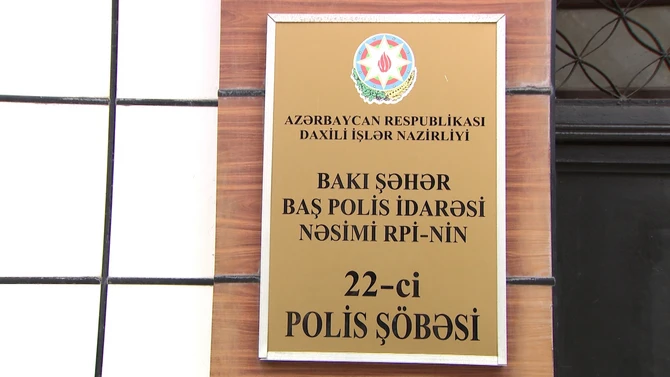 AZƏRBAYCAN RESPUBLİKASI
DAXİLİ İŞLƏR NAZİRLİYİ
BAKI ŞƏHƏR
BAŞ POLİS İDARƏSİ
NƏSİMİ RPİ-NİN
22-ci
POLİS ŞÖBƏSİ